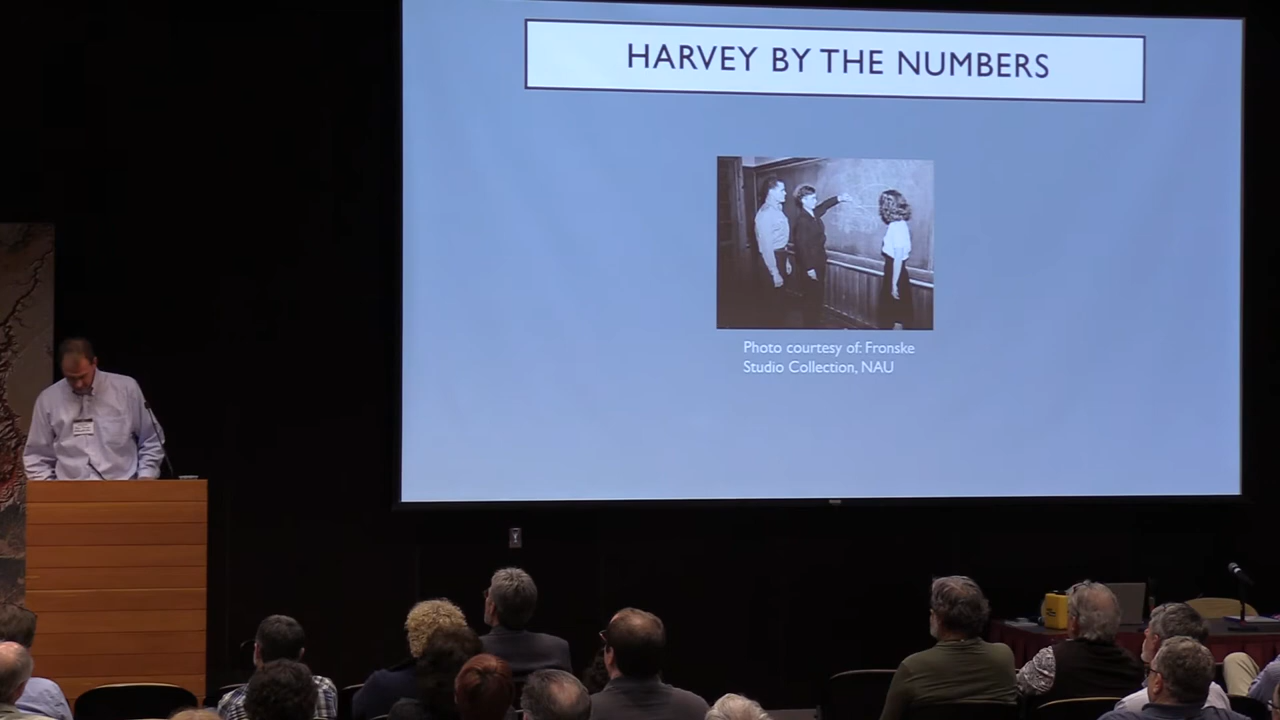 HARVEY BY THE NUMBERS
Photo courtesy of: Fronske
Studio Collection, NAU